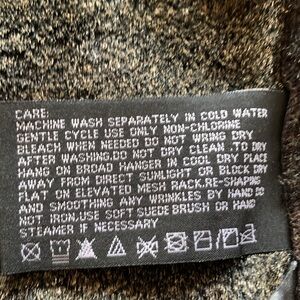 CARE:
MACHINE WASH SEPARATELY IN COLD WATER
GENTLE CYCLE USE ONLY NON-CHLORINE
BLEACH WHEN NEEDED DO NOT WRING DRY
AFTER WASHING.DO NOT DRY CLEAN .TO DRY
HANG ON BROAD HANGER IN COOL DRY PLACE
AWAY FROM DIRECT SUNLIGHT OR BLOCK DRY
FLAT ON ELEVATED MESH RACK.RE-SHAPING
AND SMOOTHING ANY WRINKLES BY HAND DO
NOT IRON,USE SOFT SUEDE BRUSH OR HAND
STEAMER IF NECESSARY